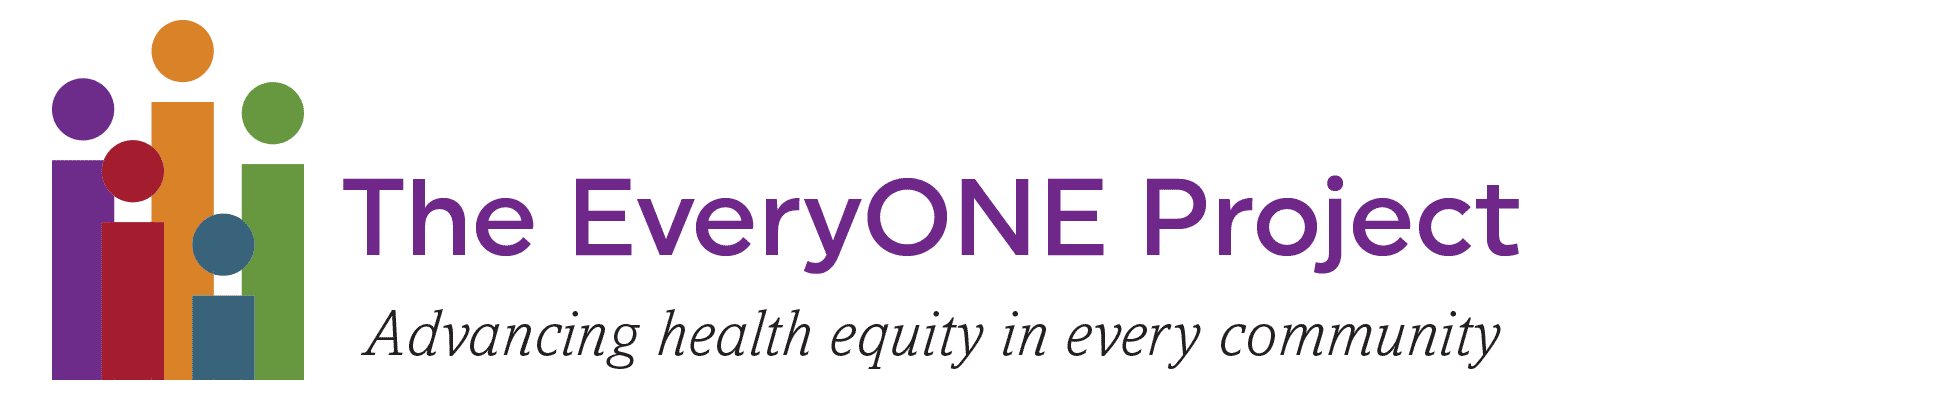 The EveryONE Project
Advancing health equity in every community